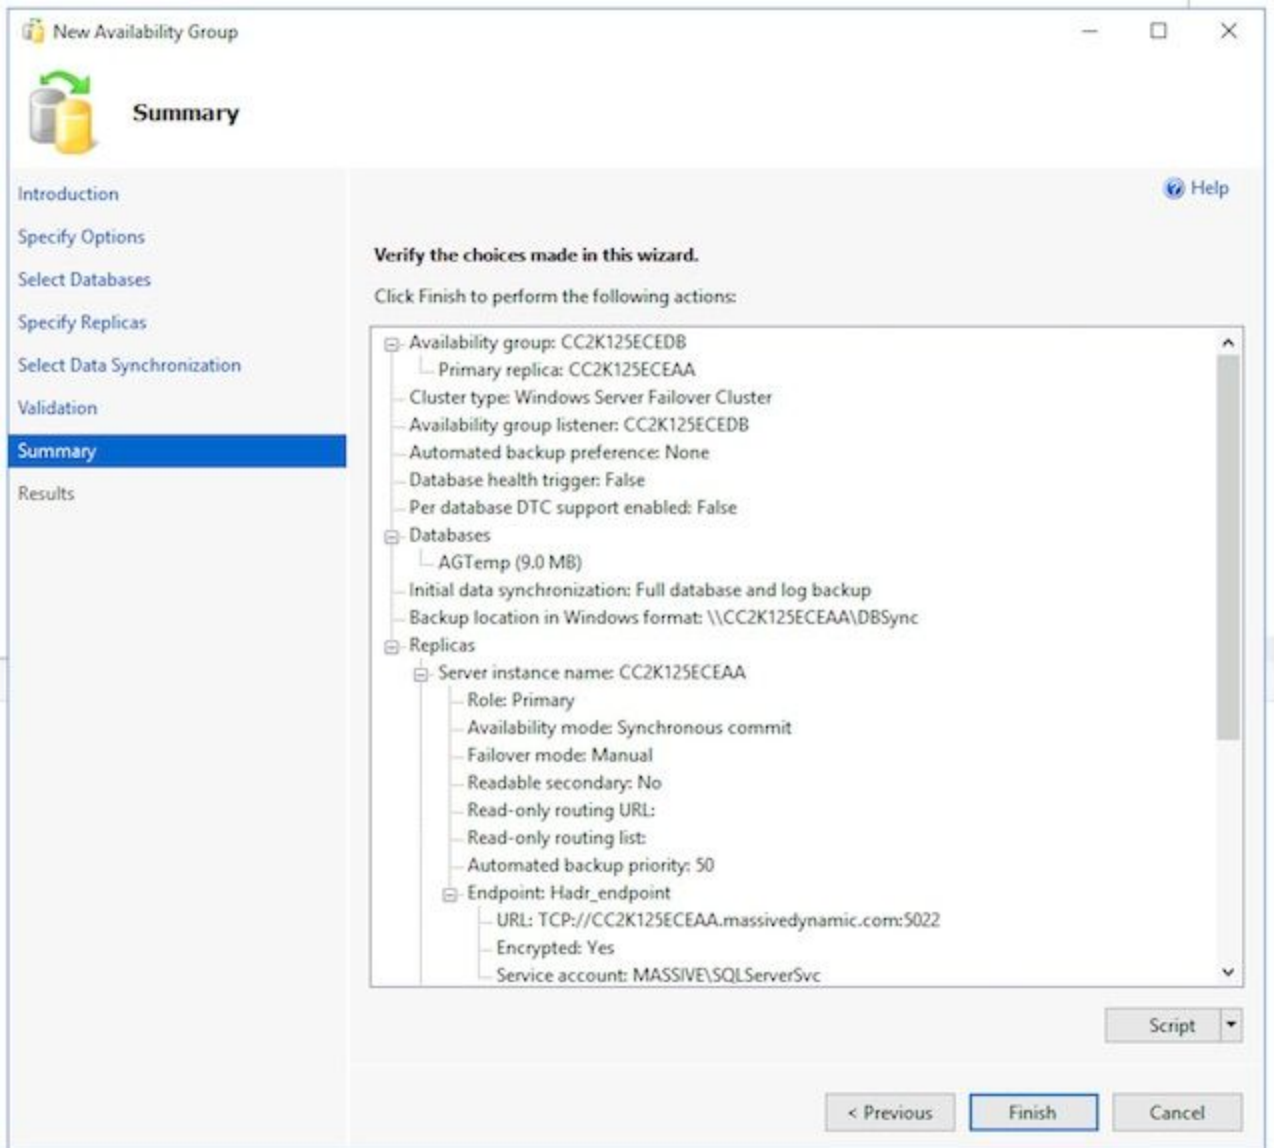 New Availability Group
Summary
Introduction
Specify Options
Select Databases
Specify Replicas
Select Data Synchronization
Validation
Summary
Results
Help
Verify the choices made in this wizard.
Click Finish to perform the following actions:
Availability group: CC2K125ECEDB
Primary replica: CC2K125ECEAA
Cluster type: Windows Server Failover Cluster
Availability group listener: CC2K125ECEDB
Automated backup preference: None
Database health trigger: False
Per database DTC support enabled: False
Databases
AGTemp (9.0 MB)
Initial data synchronization: Full database and log backup
Backup location in Windows format: \\CC2K125ECEAA\DBSync
Replicas
Server instance name: CC2K125ECEAA
Role: Primary
Availability mode: Synchronous commit
Failover mode: Manual
Readable secondary: No
Read-only routing URL:
Read-only routing list:
Automated backup priority: 50
Endpoint: Hadr_endpoint
URL: TCP://CC2K125ECEAA.massivedynamic.com:5022
Encrypted: Yes
Service account: MASSIVE\SQLServerSvc
Script
< Previous
Finish
Cancel